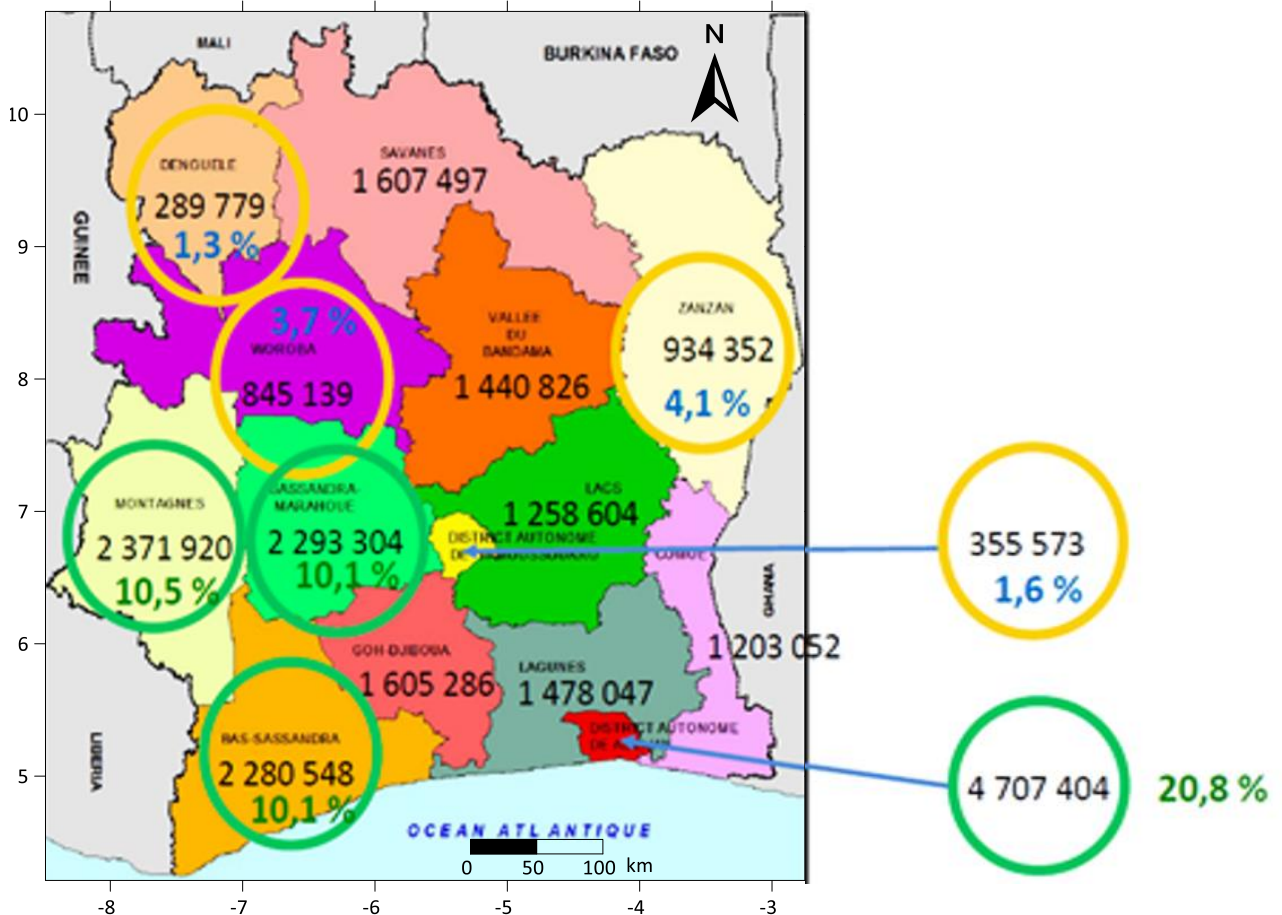 MALI
BURKINA FASO
N
10
9
8
7
6
5
GUINEE
DENGUELE
289 779
1,3 %
SAVANES
1 607 497
3,7 %
WOROBA
845 139
VALLEE
DU
BANDAMA
1 440 826
ZANZAN
934 352
4,1 %
MONTAGNES
2 371 920
10,5 %
SASSANDRA-
MARAHOUE
2 293 304
10,1 %
LACS
1 258 604
DISTRICT AUTONOME
COMOE
355 573
1,6 %
GHANA
1 203 052
GOH-DJIBOUA
1 605 286
LAGUNES
1 478 047
DISTRICT AUTONOME
BAS-SASSANDRA
2 280 548
10,1 %
LIBERIA
4 707 404
20,8 %
OCEAN ATLANTIQUE
0 50 100 km
-8 -7 -6 -5 -4 -3